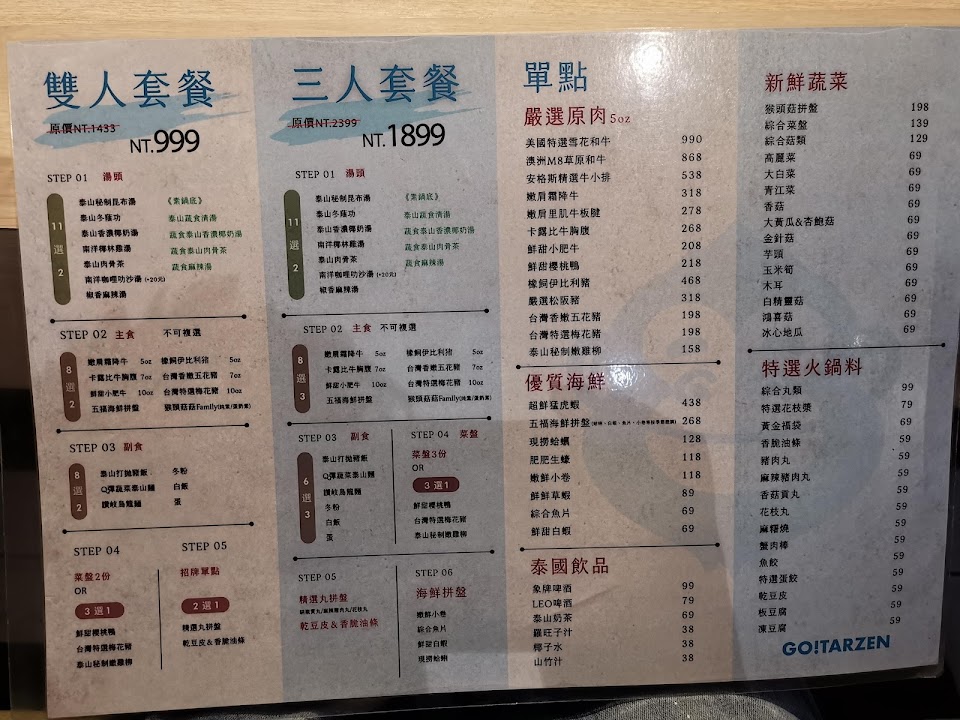 雙人套餐
原價NT.1433
NT.999
STEP 01 湯頭
11選2
泰山秘制昆布湯
泰山冬蔭功
泰山香濃椰奶湯
南洋椰林雞湯
泰山肉骨茶
南洋咖哩叻沙湯 (+20元)
椒香麻辣湯
《素鍋底》
泰山蔬食清湯
蔬食泰山香濃椰奶湯
蔬食泰山肉骨茶
蔬食麻辣湯
STEP 02 主食 不可複選
8選2
嫩肩霜降牛 5oz 橡飼伊比利豬 5oz
卡露比牛胸腹 7oz 台灣香嫩五花豬 7oz
鮮甜小肥牛 10oz 台灣特選梅花豬 10oz
五福海鮮拼盤 猴頭菇菇Family
STEP 03 副食
8選2
泰山打拋豬飯 冬粉
Q彈蔬菜泰山麵 白飯
讚岐烏龍麵 蛋
STEP 04
菜盤2份
OR
3選1
鮮甜櫻桃鴨
台灣特選梅花豬
泰山秘制嫩雞柳
STEP 05
招牌單點
2選1
精選丸拼盤
乾豆皮&香脆油條
三人套餐
原價NT.2399
NT.1899
STEP 01 湯頭
11選2
泰山秘制昆布湯
泰山冬蔭功
泰山香濃椰奶湯
南洋椰林雞湯
泰山肉骨茶
南洋咖哩叻沙湯 (+20元)
椒香麻辣湯
《素鍋底》
泰山蔬食清湯
蔬食泰山香濃椰奶湯
蔬食泰山肉骨茶
蔬食麻辣湯
STEP 02 主食 不可複選
8選3
嫩肩霜降牛 5oz 橡飼伊比利豬 5oz
卡露比牛胸腹 7oz 台灣香嫩五花豬 7oz
鮮甜小肥牛 10oz 台灣特選梅花豬 10oz
五福海鮮拼盤 猴頭菇菇Family
STEP 03 副食
6選3
泰山打拋豬飯
Q彈蔬菜泰山麵
讚岐烏龍麵
冬粉
白飯
蛋
STEP 04 菜盤
菜盤3份
OR
3選1
鮮甜櫻桃鴨
台灣特選梅花豬
泰山秘制嫩雞柳
STEP 05
精選丸拼盤
乾豆皮&香脆油條
STEP 06
海鮮拼盤
嫩鮮小卷
綜合魚片
鮮甜白蝦
現撈蛤蜊
單點
嚴選原肉5oz
美國特選雪花和牛 990
澳洲M8草原和牛 868
安格斯精選牛小排 538
嫩肩霜降牛 318
嫩肩里肌牛板腱 278
卡露比牛胸腹 268
鮮甜小肥牛 208
鮮甜櫻桃鴨 218
橡飼伊比利豬 468
嚴選松阪豬 318
台灣香嫩五花豬 198
台灣特選梅花豬 198
泰山秘制嫩雞柳 158
優質海鮮
超鮮猛虎蝦 438
五福海鮮拼盤 268
現撈蛤蠣 128
肥肥生蠔 118
嫩鮮小卷 118
鮮鮮草蝦 89
綜合魚片 69
鮮甜白蝦 69
泰國飲品
象牌啤酒 99
LEO啤酒 79
泰山奶茶 69
羅旺子汁 38
椰子水 38
山竹汁 38
新鮮蔬菜
猴頭菇拼盤 198
綜合菜盤 139
綜合菇類 129
高麗菜 69
大白菜 69
青江菜 69
香菇 69
大黃瓜&杏鮑菇 69
金針菇 69
芋頭 69
玉米筍 69
木耳 69
白精靈菇 69
鴻喜菇 69
冰心地瓜 69
特選火鍋料
綜合丸類 99
特選花枝漿 79
黃金福袋 69
香脆油條 59
豬肉丸 59
麻辣豬肉丸 59
香菇貢丸 59
花枝丸 59
麻糬燒 59
蟹肉棒 59
魚餃 59
特選蛋餃 59
乾豆皮 59
板豆腐 59
凍豆腐 59
GO!TARZEN